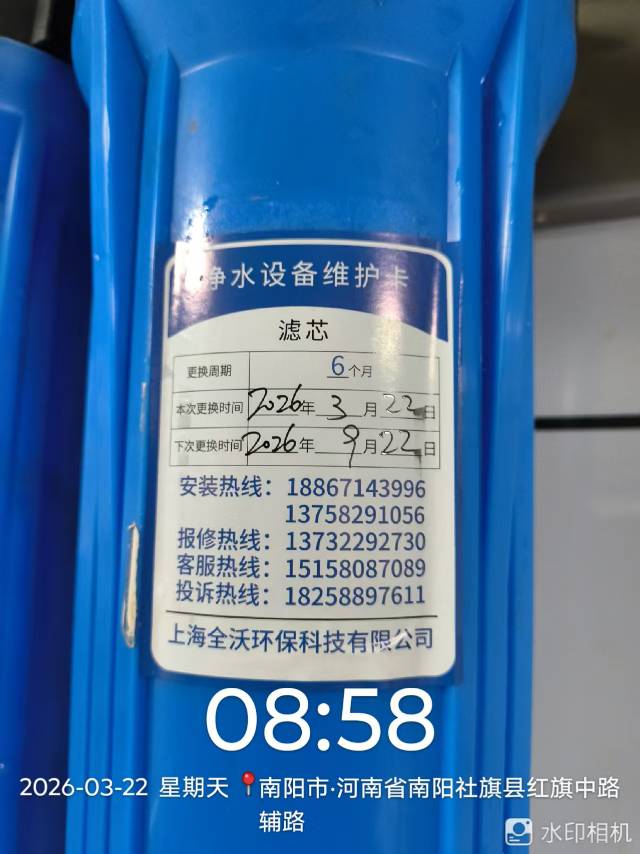 净水设备维护卡
滤芯
更换周期 6个月
本次更换时间 2026年 3月 22日
下次更换时间 2026年 9月 22日
安装热线：18867143996
13758291056
报修热线：13732292730
客服热线：15158087089
投诉热线：18258897611
上海全沃环保科技有限公司
08:58
2026-03-22 星期天 南阳市·河南省南阳社旗县红旗中路
辅路
水印相机